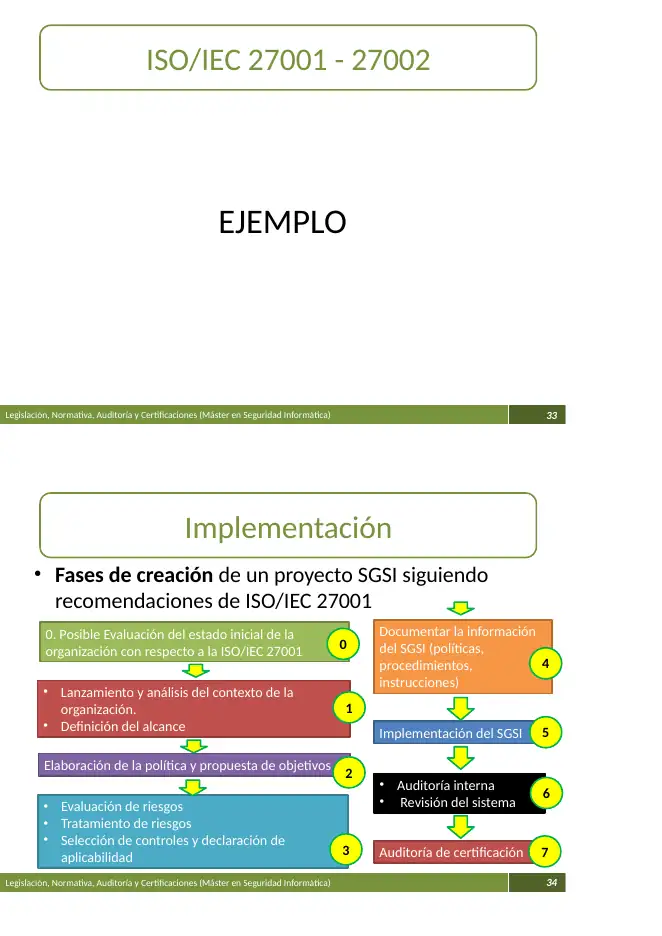 ISO/IEC 27001 - 27002
EJEMPLO
Legislación, Normativa, Auditoría y Certificaciones (Máster en Seguridad Informàtica)
33
Implementación
• Fases de creación de un proyecto SGSI siguiendo
recomendaciones de ISO/IEC 27001
0. Posible Evaluación del estado inicial de la
organización con respecto a la ISO/IEC 27001
0
• Lanzamiento y análisis del contexto de la
organización.
• Definición del alcance
1
Elaboración de la política y propuesta de objetivos
2
• Evaluación de riesgos
• Tratamiento de riesgos
• Selección de controles y declaración de
aplicabilidad
3
Documentar la información
del SGSI (políticas,
procedimientos,
instrucciones)
4
Implementación del SGSI
5
• Auditoría interna
• Revisión del sistema
6
Auditoría de certificación
7
Legislación, Normativa, Auditoría y Certificaciones (Máster en Seguridad Informàtica)
34